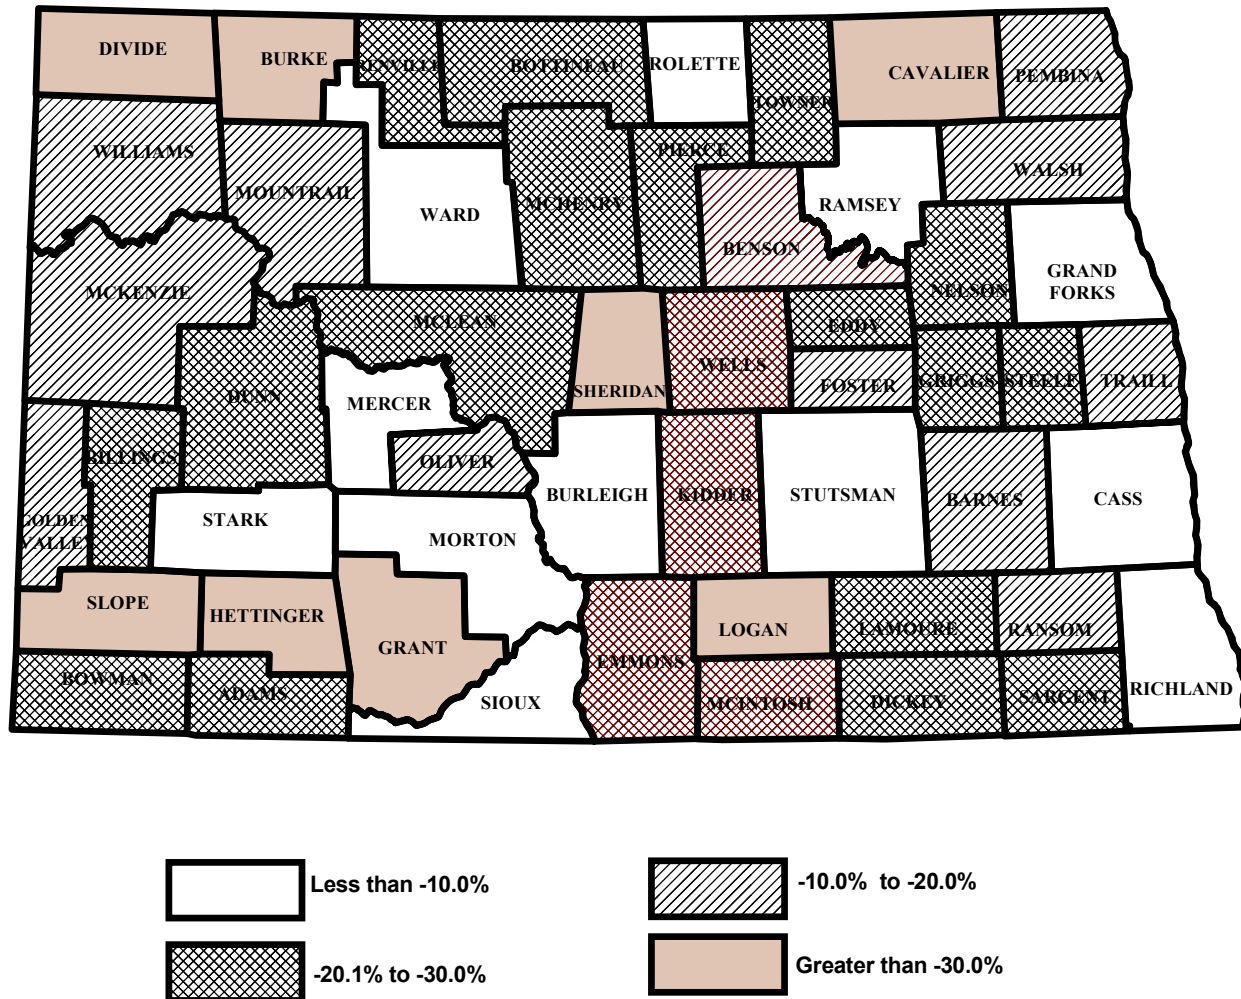 DIVIDE
BURKE
RENVILLE
BOTTINEAU
ROLETTE
TOWNER
CAVALIER
PEMBINA
WILLIAMS
MOUNTRAIL
WARD
MCHENRY
PIERCE
BENSON
RAMSEY
WALSH
MCKENZIE
MCLEAN
SHERIDAN
WELLS
EDDY
FOSTER
NELSON
GRAND
FORKS
DUNN
MERCER
OLIVER
GRIGGS
STEELE
TRAILL
BILLINGS
GOLDEN
VALLEY
STARK
MORTON
BURLEIGH
KIDDER
STUTSMAN
BARNES
CASS
SLOPE
HETTINGER
GRANT
SIOUX
EMMONS
LOGAN
LAMOURE
RANSOM
RICHLAND
BOWMAN
ADAMS
MCINTOSH
DICKEY
SARGENT
Less than -10.0%
-10.0% to -20.0%
-20.1% to -30.0%
Greater than -30.0%